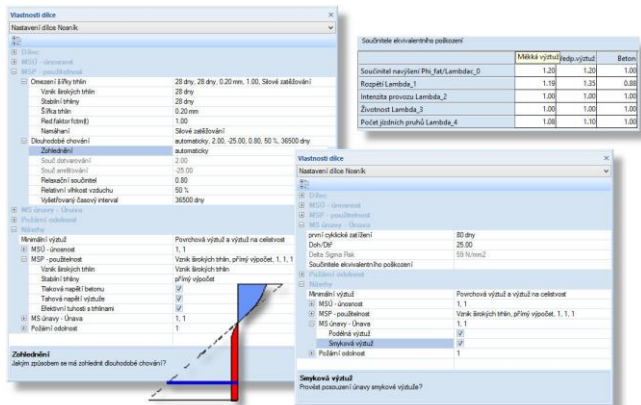 Vlastnosti dílce
Nastavení dílce Nosník
Dílec
MSÚ - únosnost
MSP - použitelnost
Omezení šířky trhlin 28 dny, 28 dny, 0.20 mm, 1.00, Silové zatěžování
Vznik širokých trhlin 28 dny
Stabilní trhliny 28 dny
Šířka trhlin 0.20 mm
Red.faktor fctm(t) 1.00
Namáhaní Silové zatěžování
Dlouhodobé chování automaticky, 2.00, -25.00, 0.80, 50 %, 36500 dny
Zohlednění automaticky
Souč dotvarování 2.00
Souč smršťování -25.00
Relaxační součinitel 0.80
Relativní vlhkost vzduchu 50 %
Vyšetřovaný časový interval 36500 dny
MS únavy - Únava
Požární odolnost
Návrhy
Minimální výztuž Povrchová výztuž a výztuž na celistvost
MSÚ - únosnost 1, 1
MSP - použitelnost Vznik širokých trhlin, přímý výpočet, 1, 1, 1
Vznik širokých trhlin Vznik širokých trhlin
Stabilní trhliny přímý výpočet
Tlaková napětí betonu
Tahová napětí výztuže
Efektivní tuhosti s trhlinami
MS únavy - Únava 1, 1
Požární odolnost 1
Zohlednění
Jakým způsobem se má zohlednit dlouhodobé chování?
Součinitele ekvivalentního poškození
Měkká výztuž předp.výztuž Beton
Součinitel navýšení Phi_fat/Lambdac_0 1.20 1.20 1.00
Rozpětí Lambda_1 1.19 1.35 0.88
Intenzita provozu Lambda_2 1.00 1.00 1.00
Životnost Lambda_3 1.00 1.00 1.00
Počet jízdních pruhů Lambda_4 1.08 1.10 1.00
Vlastnosti dílce
Nastavení dílce Nosník
Dílec
MSÚ - únosnost
MSP - použitelnost
MS únavy - Únava
první cyklické zatížení 80 dny
Doh/Dtř 25.00
Delta Sigma Rsk 59 N/mm2
Součinitele ekvivalentního poškození
Požární odolnost
Návrhy
Minimální výztuž Povrchová výztuž a výztuž na celistvost
MSÚ - únosnost 1, 1
MSP - použitelnost Vznik širokých trhlin, přímý výpočet, 1, 1, 1
MS únavy - Únava 1, 1
Podélná výztuž
Smyková výztuž
Požární odolnost 1
Smyková výztuž
Provést posouzení únavy smykové výztuže?